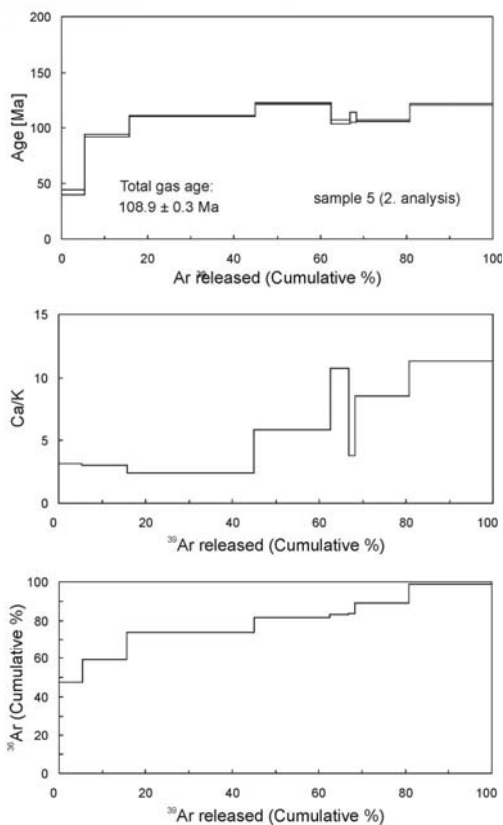 200
150
100
50
0
Age [Ma]
Total gas age:
108.9 ± 0.3 Ma
sample 5 (2. analysis)
0 20 40 60 80 100
Ar 39 released (Cumulative %)
15
10
5
0
Ca/K
0 20 40 60 80 100
³⁹Ar released (Cumulative %)
100
80
60
40
20
0
³⁶Ar (Cumulative %)
0 20 40 60 80 100
³⁹Ar released (Cumulative %)